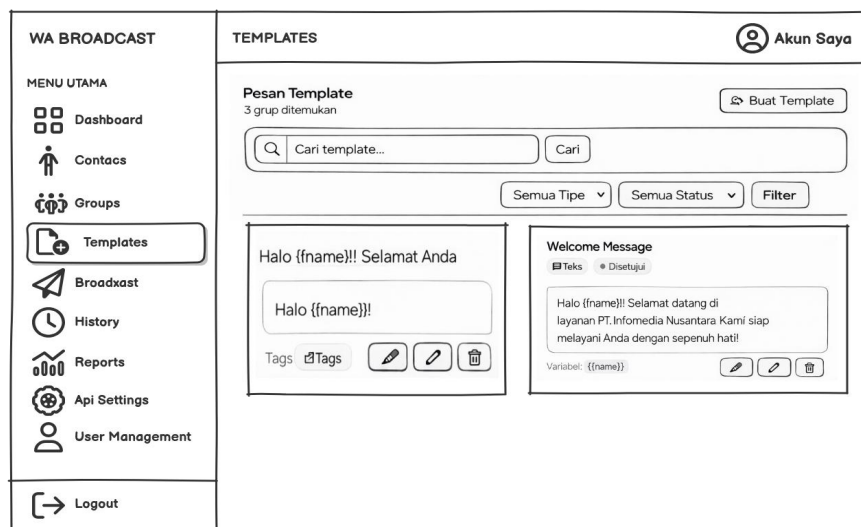 WA BROADCAST
TEMPLATES
Akun Saya
MENU UTAMA
Dashboard
Contacs
Groups
Templates
Broadxast
History
Reports
Api Settings
User Management
Logout
Pesan Template
3 grup ditemukan
Buat Template
Cari template...
Cari
Semua Tipe
Semua Status
Filter
Halo {fname}!! Selamat Anda
Halo {{name}}!
Tags
Tags
Welcome Message
Teks
Disetujui
Halo {fname}!! Selamat datang di
layanan PT. Infomedia Nusantara Kami siap
melayani Anda dengan sepenuh hati!
Variabel: {{name}}